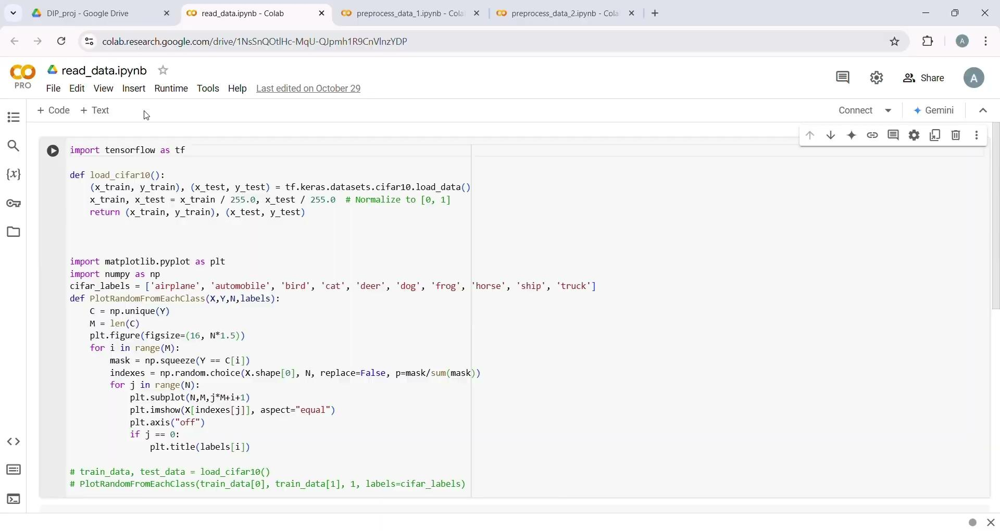 DIP_proj - Google Drive
read_data.ipynb - Colab
preprocess_data_1.ipynb - Cola
preprocess_data_2.ipynb - Cola
colab.research.google.com/drive/1NsSnQOtlHc-MqU-QJpmh1R9CnVlnzYDP
A
CO
PRO
read_data.ipynb
File Edit View Insert Runtime Tools Help Last edited on October 29
Share
A
+ Code + Text
Connect
Gemini
import tensorflow as tf
def load_cifar10():
(x_train, y_train), (x_test, y_test) = tf.keras.datasets.cifar10.load_data()
x_train, x_test = x_train / 255.0, x_test / 255.0 # Normalize to [0, 1]
return (x_train, y_train), (x_test, y_test)
import matplotlib.pyplot as plt
import numpy as np
cifar_labels = ['airplane', 'automobile', 'bird', 'cat', 'deer', 'dog', 'frog', 'horse', 'ship', 'truck']
def PlotRandomFromEachClass(X,Y,N,labels):
C = np.unique(Y)
M = len(C)
plt.figure(figsize=(16, N*1.5))
for i in range(M):
mask = np.squeeze(Y == C[i])
indexes = np.random.choice(X.shape[0], N, replace=False, p=mask/sum(mask))
for j in range(N):
plt.subplot(N,M,j*M+i+1)
plt.imshow(X[indexes[j]], aspect="equal")
plt.axis("off")
if j == 0:
plt.title(labels[i])
# train_data, test_data = load_cifar10()
# PlotRandomFromEachClass(train_data[0], train_data[1], 1, labels=cifar_labels)